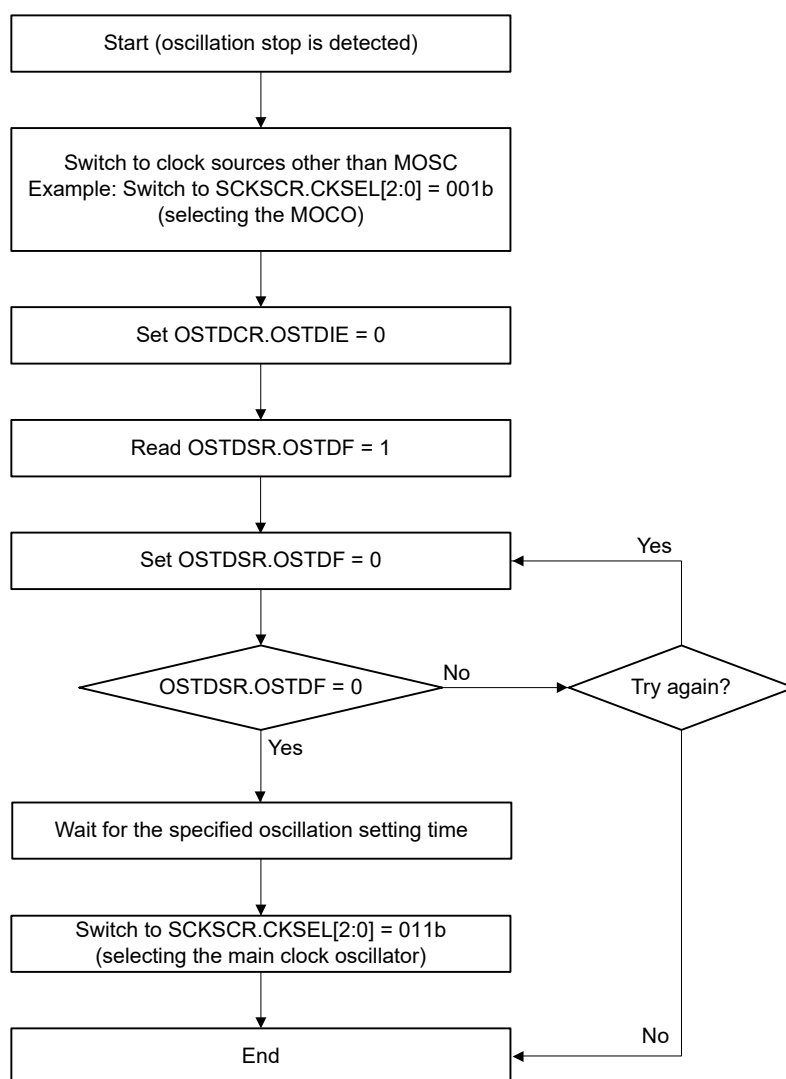 Start (oscillation stop is detected)
Switch to clock sources other than MOSC
Example: Switch to SCKSCR.CKSEL[2:0] = 001b
(selecting the MOCO)
Set OSTDCR.OSTDIE = 0
Read OSTDSR.OSTDF = 1
Set OSTDSR.OSTDF = 0
Yes
OSTDSR.OSTDF = 0
No
Try again?
Yes
Wait for the specified oscillation setting time
Switch to SCKSCR.CKSEL[2:0] = 011b
(selecting the main clock oscillator)
No
End